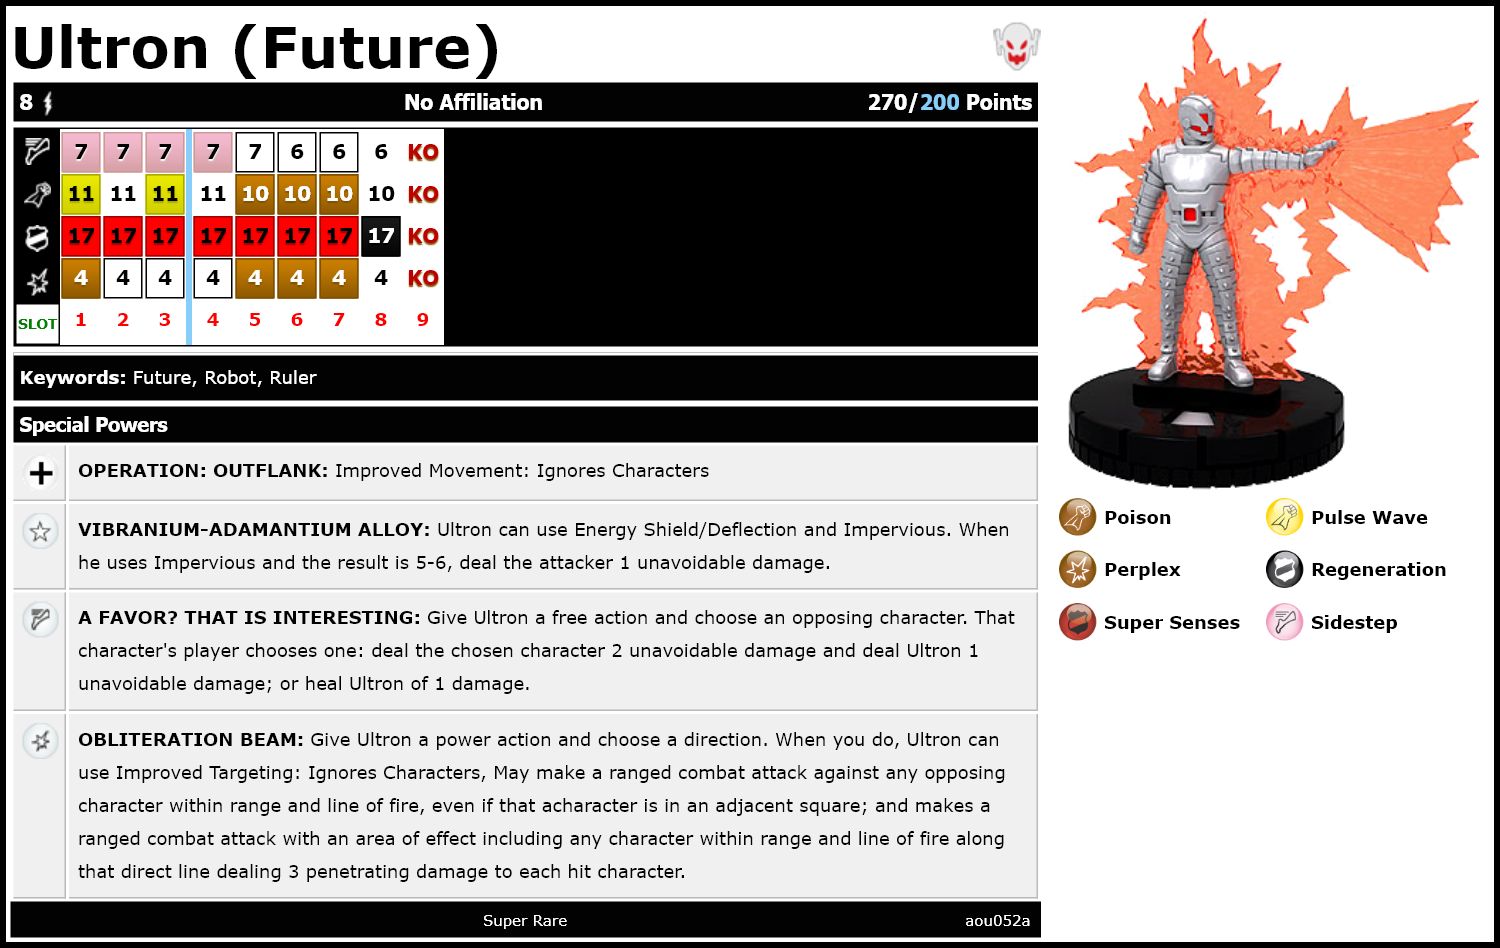 Ultron (Future)
8 No Affiliation 270/200 Points
7 7 7 7 7 6 6 6 KO
11 11 11 11 10 10 10 10 KO
17 17 17 17 17 17 17 17 KO
4 4 4 4 4 4 4 4 KO
SLOT 1 2 3 4 5 6 7 8 9
Keywords: Future, Robot, Ruler
Special Powers
OPERATION: OUTFLANK: Improved Movement: Ignores Characters
VIBRANIUM-ADAMANTIUM ALLOY: Ultron can use Energy Shield/Deflection and Impervious. When
he uses Impervious and the result is 5-6, deal the attacker 1 unavoidable damage.
A FAVOR? THAT IS INTERESTING: Give Ultron a free action and choose an opposing character. That
character's player chooses one: deal the chosen character 2 unavoidable damage and deal Ultron 1
unavoidable damage; or heal Ultron of 1 damage.
OBLITERATION BEAM: Give Ultron a power action and choose a direction. When you do, Ultron can
use Improved Targeting: Ignores Characters, May make a ranged combat attack against any opposing
character within range and line of fire, even if that acharacter is in an adjacent square; and makes a
ranged combat attack with an area of effect including any character within range and line of fire along
that direct line dealing 3 penetrating damage to each hit character.
Super Rare aou052a
Poison Pulse Wave
Perplex Regeneration
Super Senses Sidestep